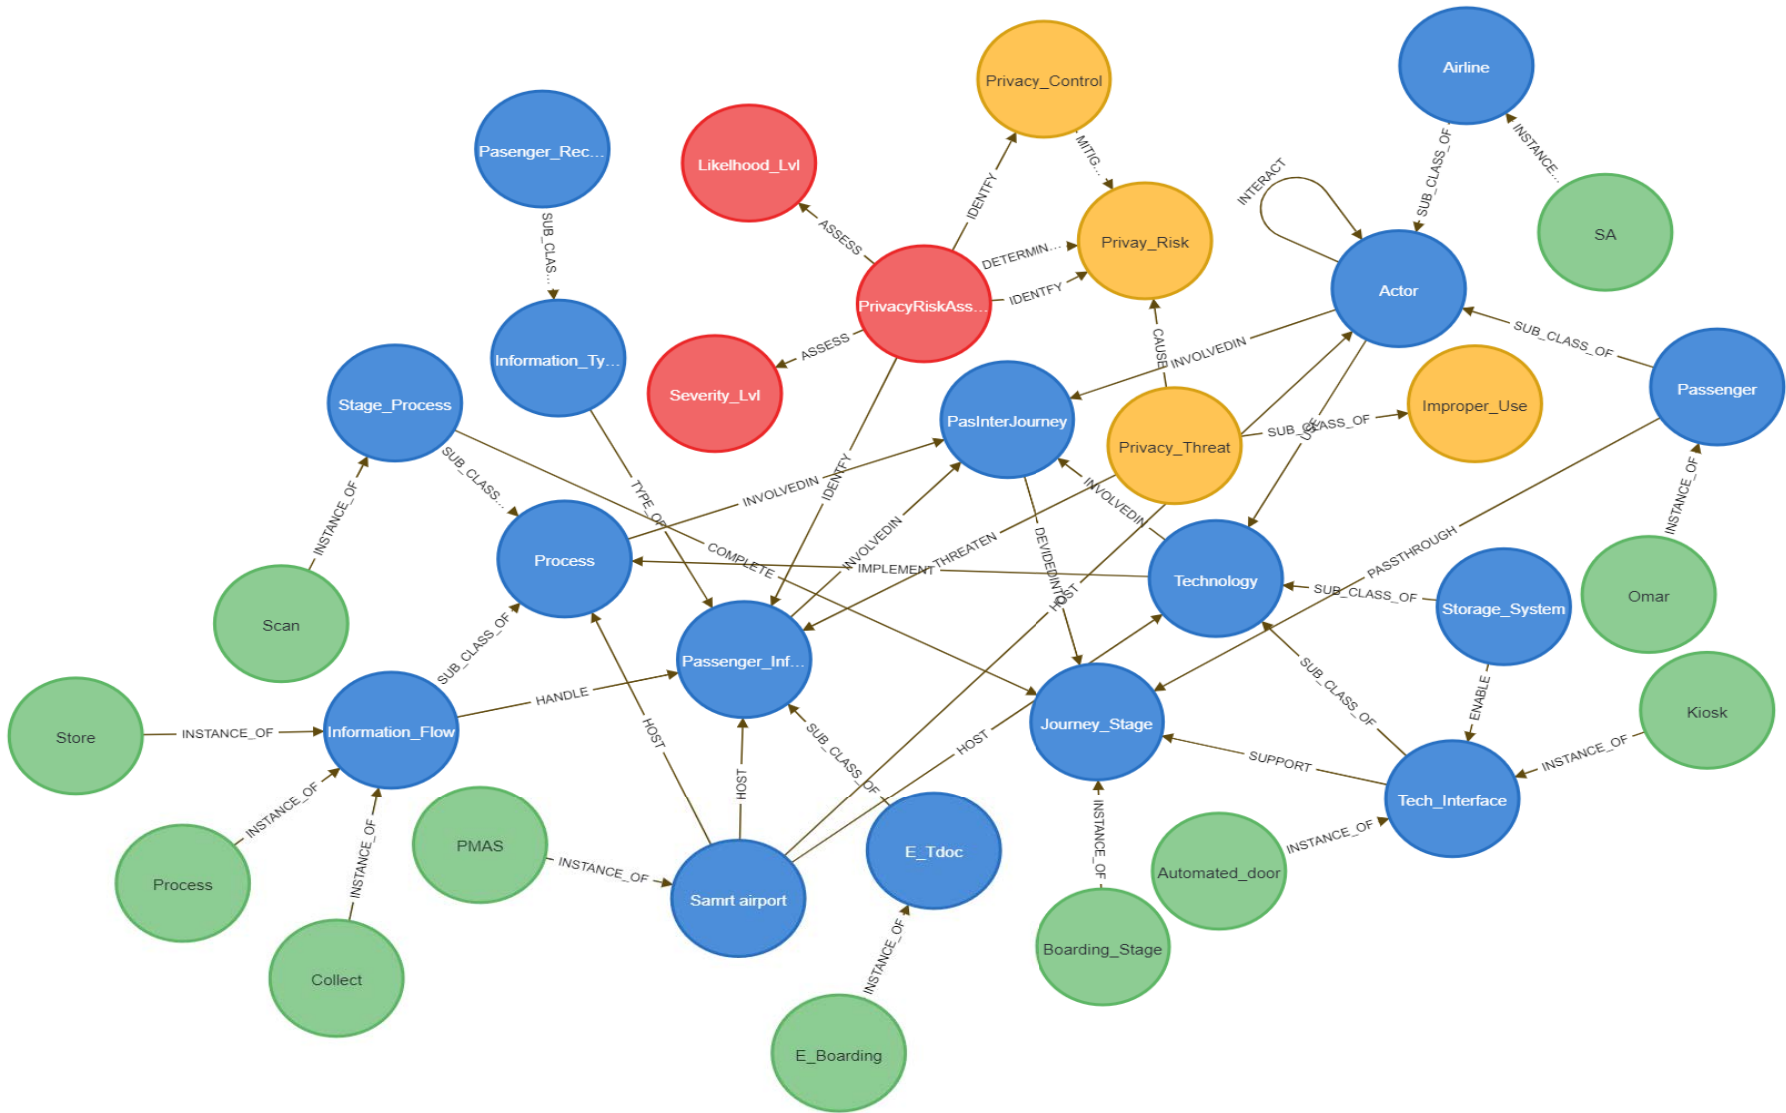 Airline
Privacy_Control
Pasenger_Rec...
Likelhood_Lvl
MITIG...
INSTANCE...
SUB_CLASS_OF
INTERACT
IDENTFY
SA
SUB_CLAS...
ASSESS
DETERMIN...
Privay_Risk
Actor
PrivacyRiskAss...
IDENTFY
SUB_CLASS_OF
Information_Ty...
ASSESS
CAUSE
INVOLVEDIN
Stage_Process
Severity_Lvl
PasInterJourney
Passenger
Improper_Use
SUB_CLASS_OF
USE
Privacy_Threat
SUB_CLASS...
IDENTFY
INVOLVEDIN
INSTANCE_OF
INVOLVEDIN
TYPE_OF
INSTANCE_OF
INVOLVEDIN
THREATEN
PASSTHROUGH
Process
COMPLETE
IMPLEMENT
DEVIDEDINTO
Technology
HOST
SUB_CLASS_OF
Storage_System
Omar
Scan
SUB_CLASS_OF
Passenger_Inf...
SUB_CLASS_OF
HANDLE
ENABLE
Kiosk
Store
INSTANCE_OF
Information_Flow
HOST
HOST
Journey_Stage
SUB_CLASS_OF
SUPPORT
INSTANCE_OF
HOST
Tech_Interface
INSTANCE_OF
INSTANCE_OF
PMAS
INSTANCE_OF
E_Tdoc
INSTANCE_OF
INSTANCE_OF
Automated_door
Process
INSTANCE_OF
Samrt airport
Boarding_Stage
INSTANCE_OF
Collect
E_Boarding